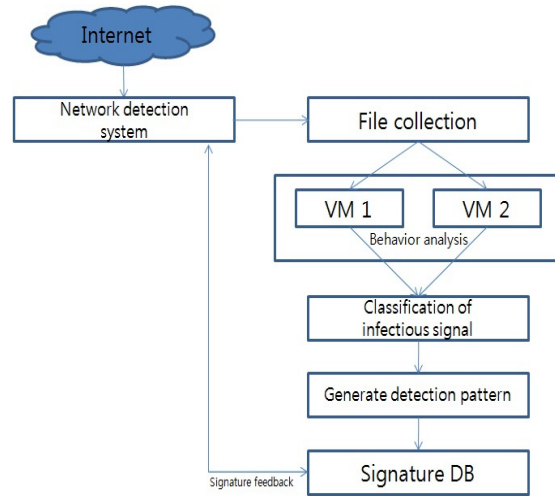 Internet
Network detection
system
File collection
VM 1
VM 2
Behavior analysis
Classification of
infectious signal
Generate detection pattern
Signature DB
Signature feedback